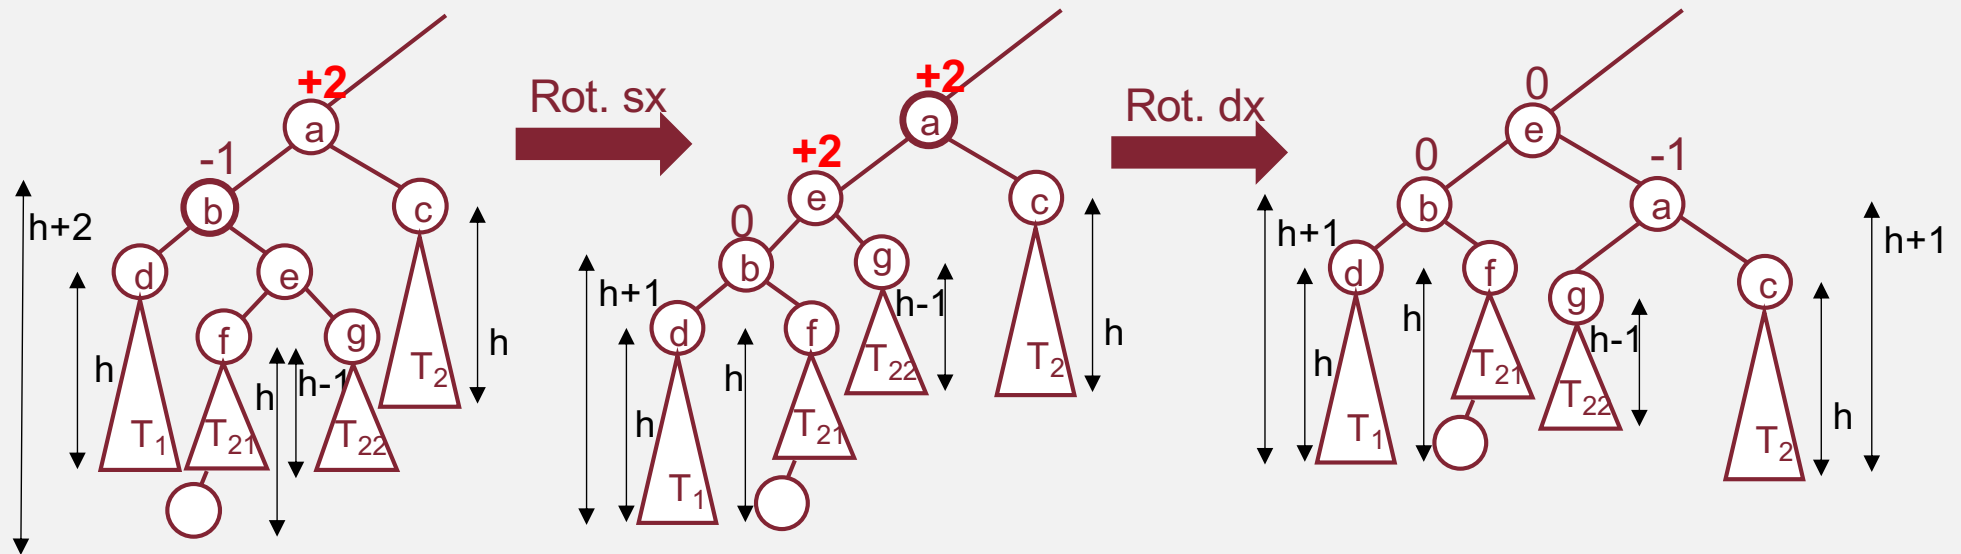 +2
a
-1
b
c
h+2
d
e
h
f
g
h
h-1
h
T1
T21
T22
T2
Rot. sx
+2
a
+2
e
c
0
b
g
h+1
h-1
d
f
h
h
h
T1
T21
T22
T2
Rot. dx
0
e
0
b
-1
a
h+1
h+1
d
f
g
c
h
h
h-1
h
T1
T21
T22
T2